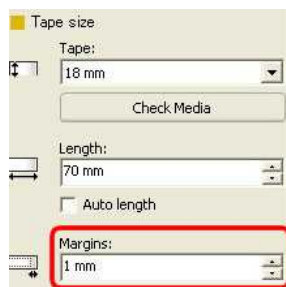 Tape size
Tape:
18 mm
Check Media
Length:
70 mm
Auto length
Margins:
1 mm